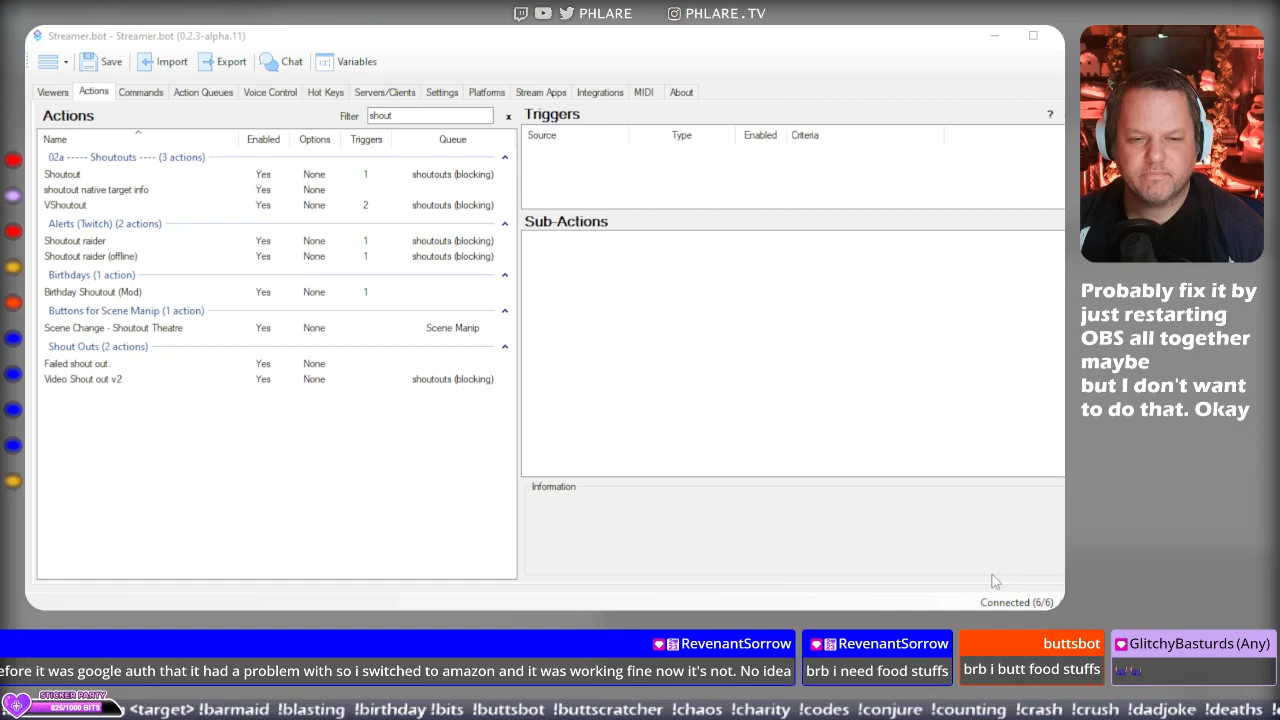 PHLARE
PHLARE.TV
Streamer.bot - Streamer.bot (0.2.3-alpha.11)
Save
Import
Export
Chat
Variables
Viewers
Actions
Commands
Action Queues
Voice Control
Hot Keys
Servers/Clients
Settings
Platforms
Stream Apps
Integrations
MIDI
About
Actions
Filter
shout
x
Name
Enabled
Options
Triggers
Queue
02a ----- Shoutouts ---- (3 actions)
Shoutout Yes None 1 shoutouts (blocking)
shoutout native target info Yes None
VShoutout Yes None 2 shoutouts (blocking)
Alerts (Twitch) (2 actions)
Shoutout raider Yes None 1 shoutouts (blocking)
Shoutout raider (offline) Yes None 1 shoutouts (blocking)
Birthdays (1 action)
Birthday Shoutout (Mod) Yes None 1
Buttons for Scene Manip (1 action)
Scene Change - Shoutout Theatre Yes None Scene Manip
Shout Outs (2 actions)
Failed shout out. Yes None
Video Shout out v2 Yes None shoutouts (blocking)
Triggers
?
Source
Type
Enabled
Criteria
Sub-Actions
Information
Connected (6/6)
Probably fix it by
just restarting
OBS all together
maybe
but I don't want
to do that. Okay
RevenantSorrow
efore it was google auth that it had a problem with so i switched to amazon and it was working fine now it's not. No idea
RevenantSorrow
brb i need food stuffs
buttsbot
brb i butt food stuffs
GlitchyBasturds (Any)
STICKER PARTY
825/1000 BITS
<target> !barmaid !blasting !birthday !bits !buttsbot !buttscratcher !chaos !charity !codes !conjure !counting !crash !crush !dadjoke !deaths